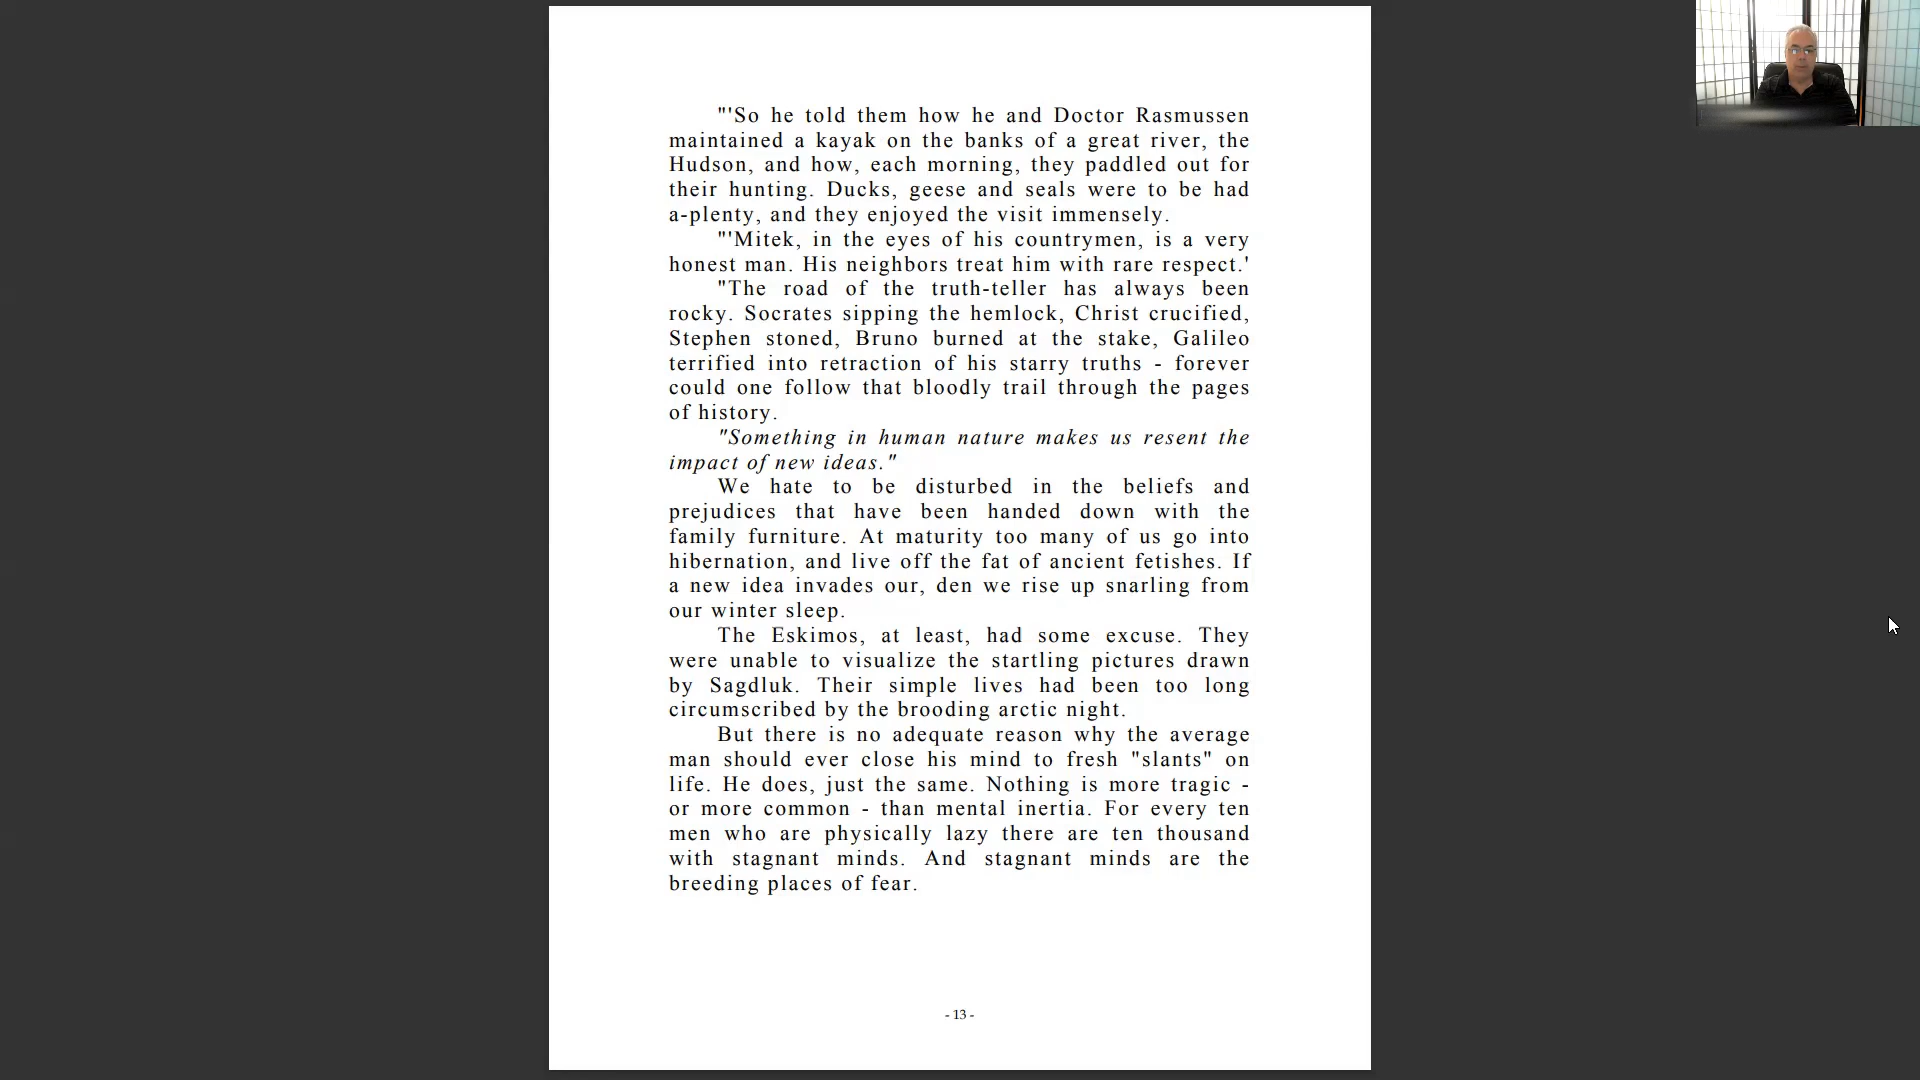 "'So he told them how he and Doctor Rasmussen
maintained a kayak on the banks of a great river, the
Hudson, and how, each morning, they paddled out for
their hunting. Ducks, geese and seals were to be had
a-plenty, and they enjoyed the visit immensely.
"'Mitek, in the eyes of his countrymen, is a very
honest man. His neighbors treat him with rare respect.'
"The road of the truth-teller has always been
rocky. Socrates sipping the hemlock, Christ crucified,
Stephen stoned, Bruno burned at the stake, Galileo
terrified into retraction of his starry truths - forever
could one follow that bloodly trail through the pages
of history.
"Something in human nature makes us resent the
impact of new ideas."
We hate to be disturbed in the beliefs and
prejudices that have been handed down with the
family furniture. At maturity too many of us go into
hibernation, and live off the fat of ancient fetishes. If
a new idea invades our, den we rise up snarling from
our winter sleep.
The Eskimos, at least, had some excuse. They
were unable to visualize the startling pictures drawn
by Sagdluk. Their simple lives had been too long
circumscribed by the brooding arctic night.
But there is no adequate reason why the average
man should ever close his mind to fresh "slants" on
life. He does, just the same. Nothing is more tragic -
or more common - than mental inertia. For every ten
men who are physically lazy there are ten thousand
with stagnant minds. And stagnant minds are the
breeding places of fear.
- 13 -